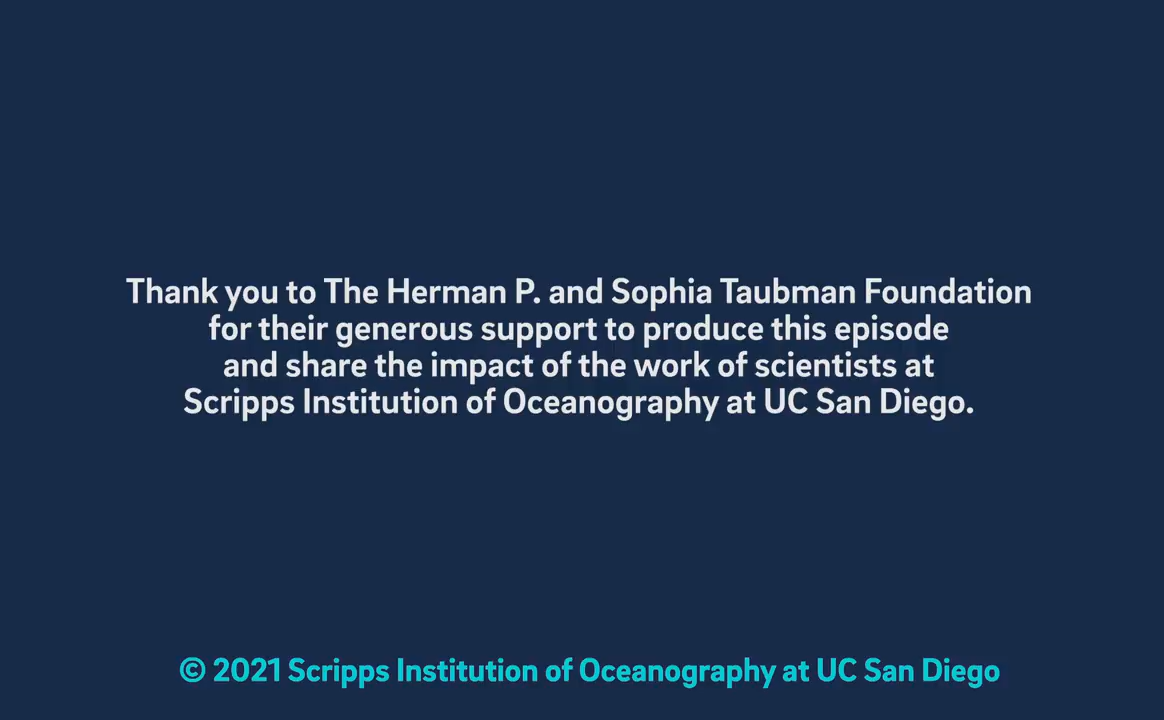 Thank you to The Herman P. and Sophia Taubman Foundation
for their generous support to produce this episode
and share the impact of the work of scientists at
Scripps Institution of Oceanography at UC San Diego.
© 2021 Scripps Institution of Oceanography at UC San Diego